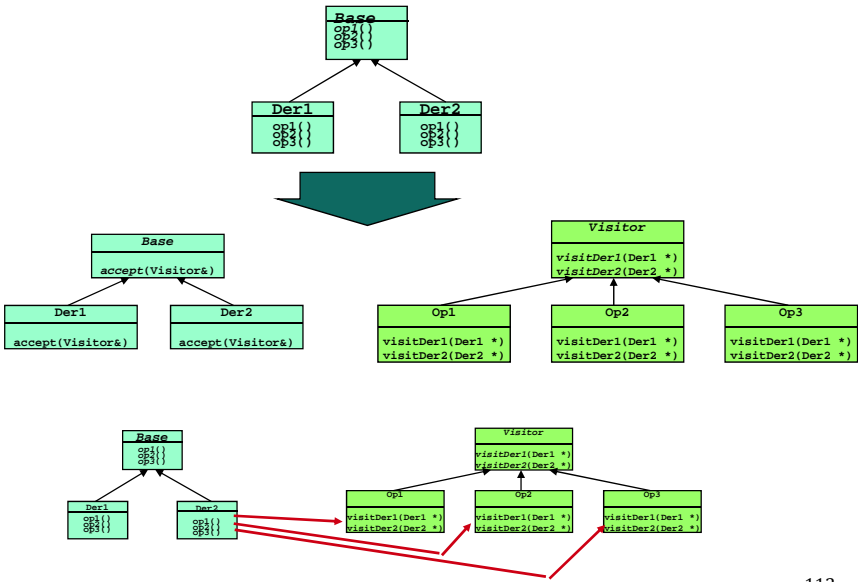 Base
op1()
op2()
op3()
Der1
op1()
op2()
op3()
Der2
op1()
op2()
op3()
Base
accept(Visitor&)
Der1
accept(Visitor&)
Der2
accept(Visitor&)
Visitor
visitDer1(Der1 *)
visitDer2(Der2 *)
Op1
visitDer1(Der1 *)
visitDer2(Der2 *)
Op2
visitDer1(Der1 *)
visitDer2(Der2 *)
Op3
visitDer1(Der1 *)
visitDer2(Der2 *)
Base
op1()
op2()
op3()
Der1
op1()
op2()
op3()
Der2
op1()
op2()
op3()
Visitor
visitDer1(Der1 *)
visitDer2(Der2 *)
Op1
visitDer1(Der1 *)
visitDer2(Der2 *)
Op2
visitDer1(Der1 *)
visitDer2(Der2 *)
Op3
visitDer1(Der1 *)
visitDer2(Der2 *)